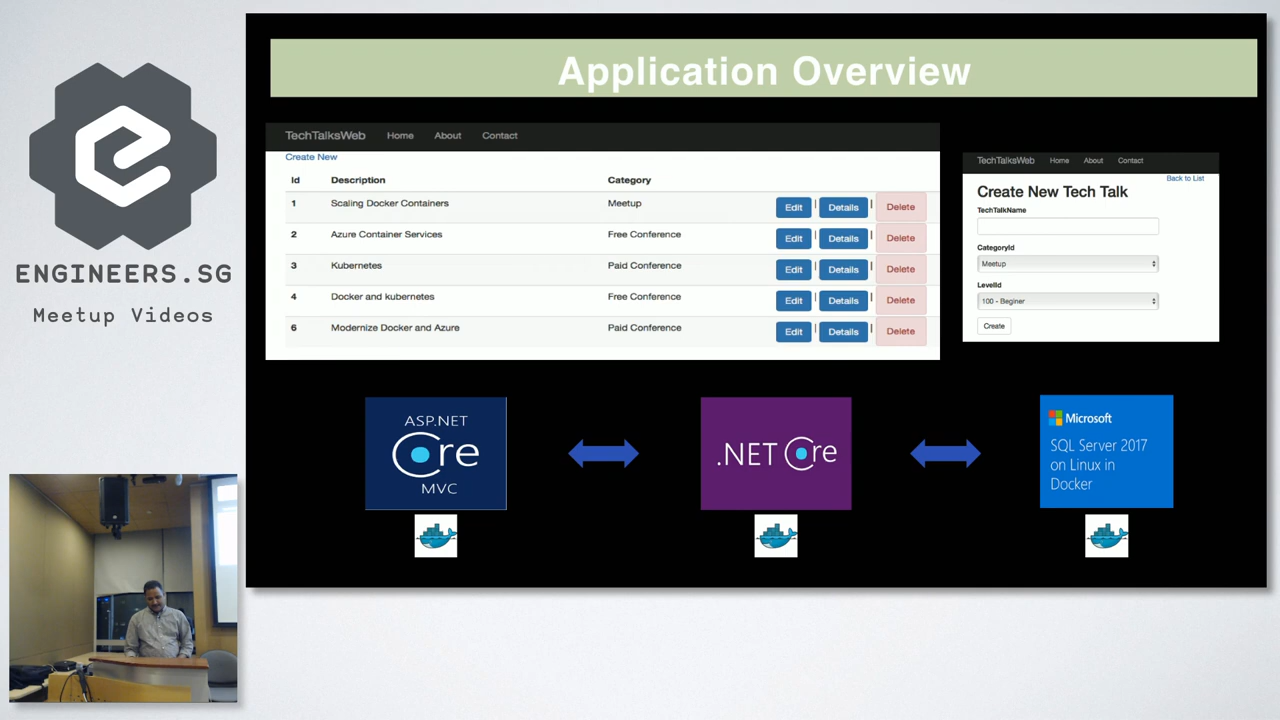 ENGINEERS.SG
Meetup Videos
Application Overview
TechTalksWeb Home About Contact
Create New
Id Description Category
1 Scaling Docker Containers Meetup Edit | Details | Delete
2 Azure Container Services Free Conference Edit | Details | Delete
3 Kubernetes Paid Conference Edit | Details | Delete
4 Docker and kubernetes Free Conference Edit | Details | Delete
6 Modernize Docker and Azure Paid Conference Edit | Details | Delete
TechTalksWeb Home About Contact
Back to List
Create New Tech Talk
TechTalkName
CategoryId
Meetup
LevelId
100 - Beginer
Create
ASP.NET
Core
MVC
.NET Core
Microsoft
SQL Server 2017
on Linux in
Docker